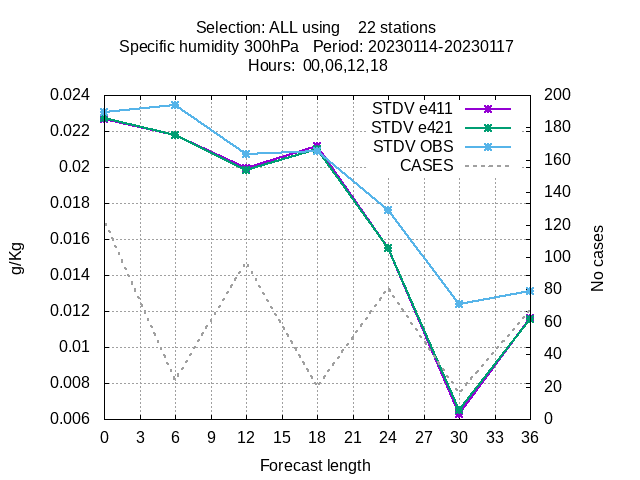 Selection: ALL using    22 stations
Specific humidity 300hPa   Period: 20230114-20230117
Hours:  00,06,12,18
STDV e411
STDV e421
STDV OBS
CASES
g/Kg
0.024
0.022
0.02
0.018
0.016
0.014
0.012
0.01
0.008
0.006
200
180
160
140
120
100
80
60
40
20
0
No cases
0 3 6 9 12 15 18 21 24 27 30 33 36
Forecast length